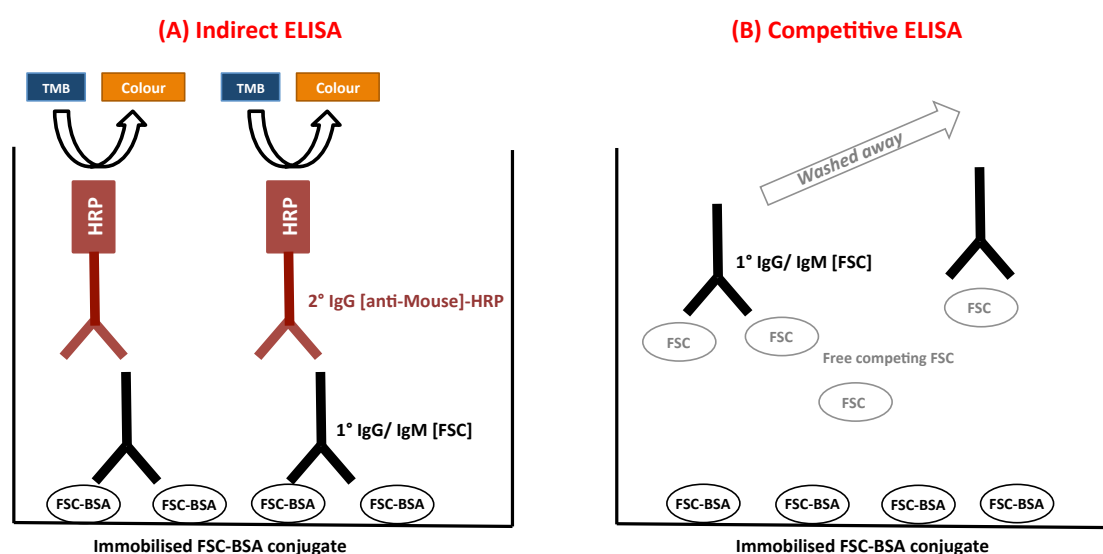 (A) Indirect ELISA
TMB
Colour
TMB
Colour
HRP
HRP
2° IgG [anti-Mouse]-HRP
1° IgG/ IgM [FSC]
FSC-BSA
FSC-BSA
FSC-BSA
FSC-BSA
Immobilised FSC-BSA conjugate
(B) Competitive ELISA
Washed away
1° IgG/ IgM [FSC]
FSC
FSC
FSC
Free competing FSC
FSC
FSC-BSA
FSC-BSA
FSC-BSA
FSC-BSA
Immobilised FSC-BSA conjugate